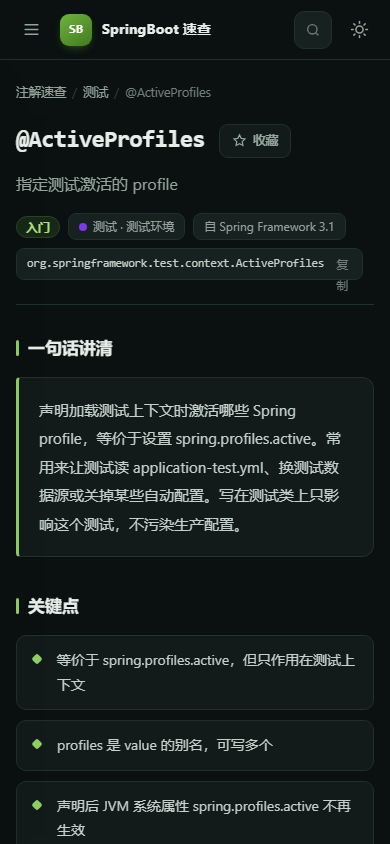 SB SpringBoot 速查
注解速查 / 测试 / @ActiveProfiles
@ActiveProfiles 收藏
指定测试激活的 profile
入门 测试 · 测试环境 自 Spring Framework 3.1
org.springframework.test.context.ActiveProfiles 复
制
一句话讲清
声明加载测试上下文时激活哪些 Spring
profile，等价于设置 spring.profiles.active。常
用来让测试读 application-test.yml、换测试数
据源或关掉某些自动配置。写在测试类上只影
响这个测试，不污染生产配置。
关键点
等价于 spring.profiles.active，但只作用在测试上
下文
profiles 是 value 的别名，可写多个
声明后 JVM 系统属性 spring.profiles.active 不再
生效